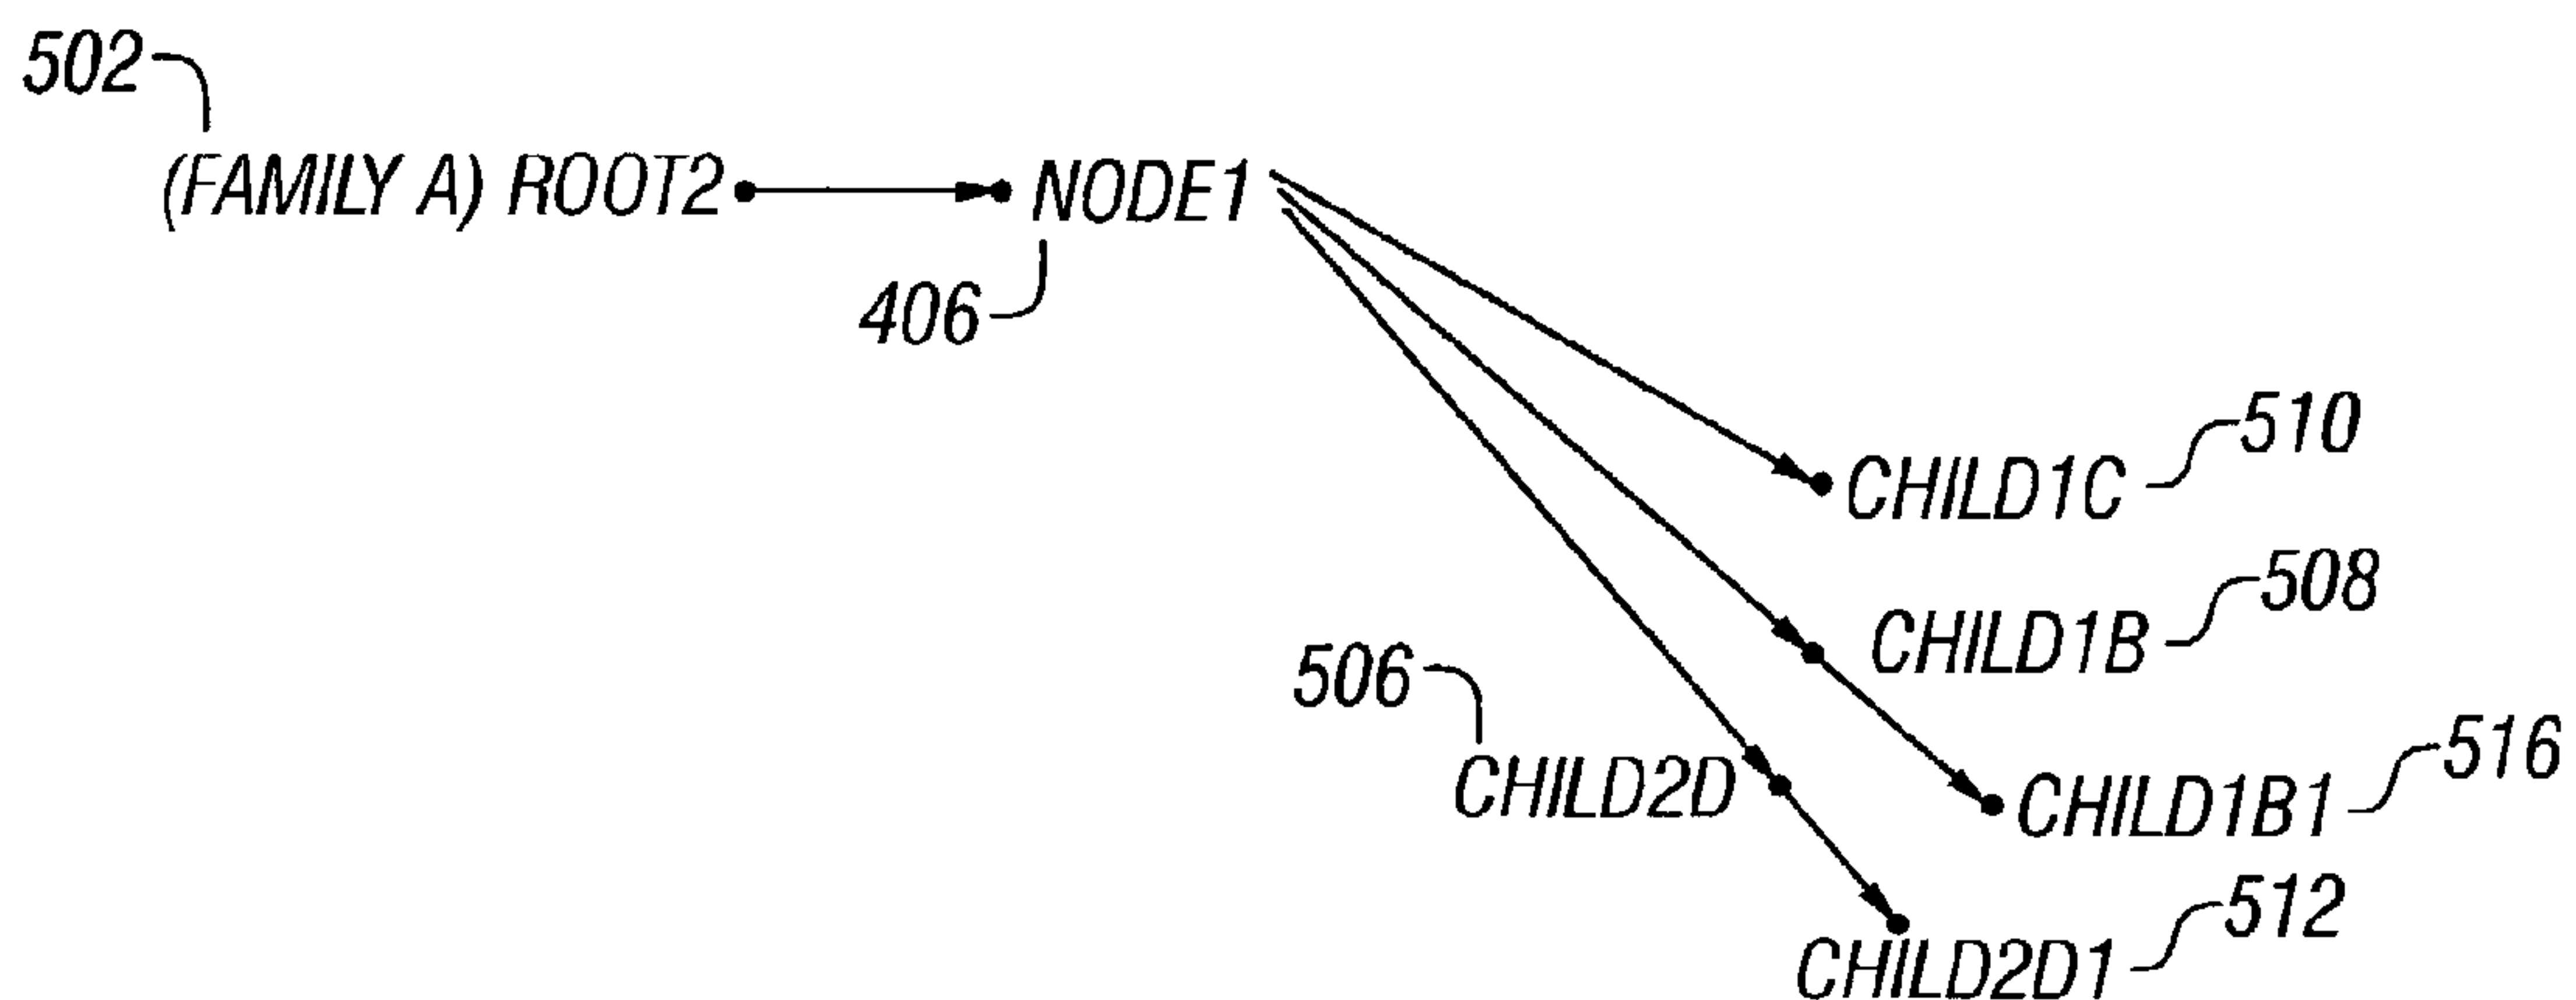 502
(FAMILY A) ROOT2
NODE1
406
510
CHILD1C
508
CHILD1B
506
CHILD2D
516
CHILD1B1
512
CHILD2D1